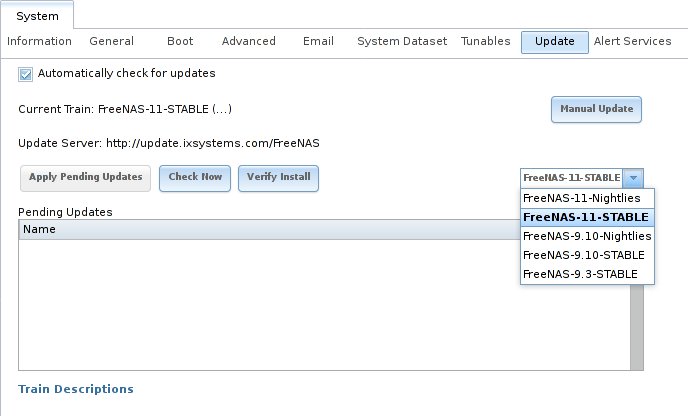 System
Information General Boot Advanced Email System Dataset Tunables Update Alert Services
Automatically check for updates
Current Train: FreeNAS-11-STABLE (...)
Manual Update
Update Server: http://update.ixsystems.com/FreeNAS
Apply Pending Updates Check Now Verify Install FreeNAS-11-STABLE
FreeNAS-11-Nightlies
FreeNAS-11-STABLE
FreeNAS-9.10-Nightlies
FreeNAS-9.10-STABLE
FreeNAS-9.3-STABLE
Pending Updates
Name
Train Descriptions